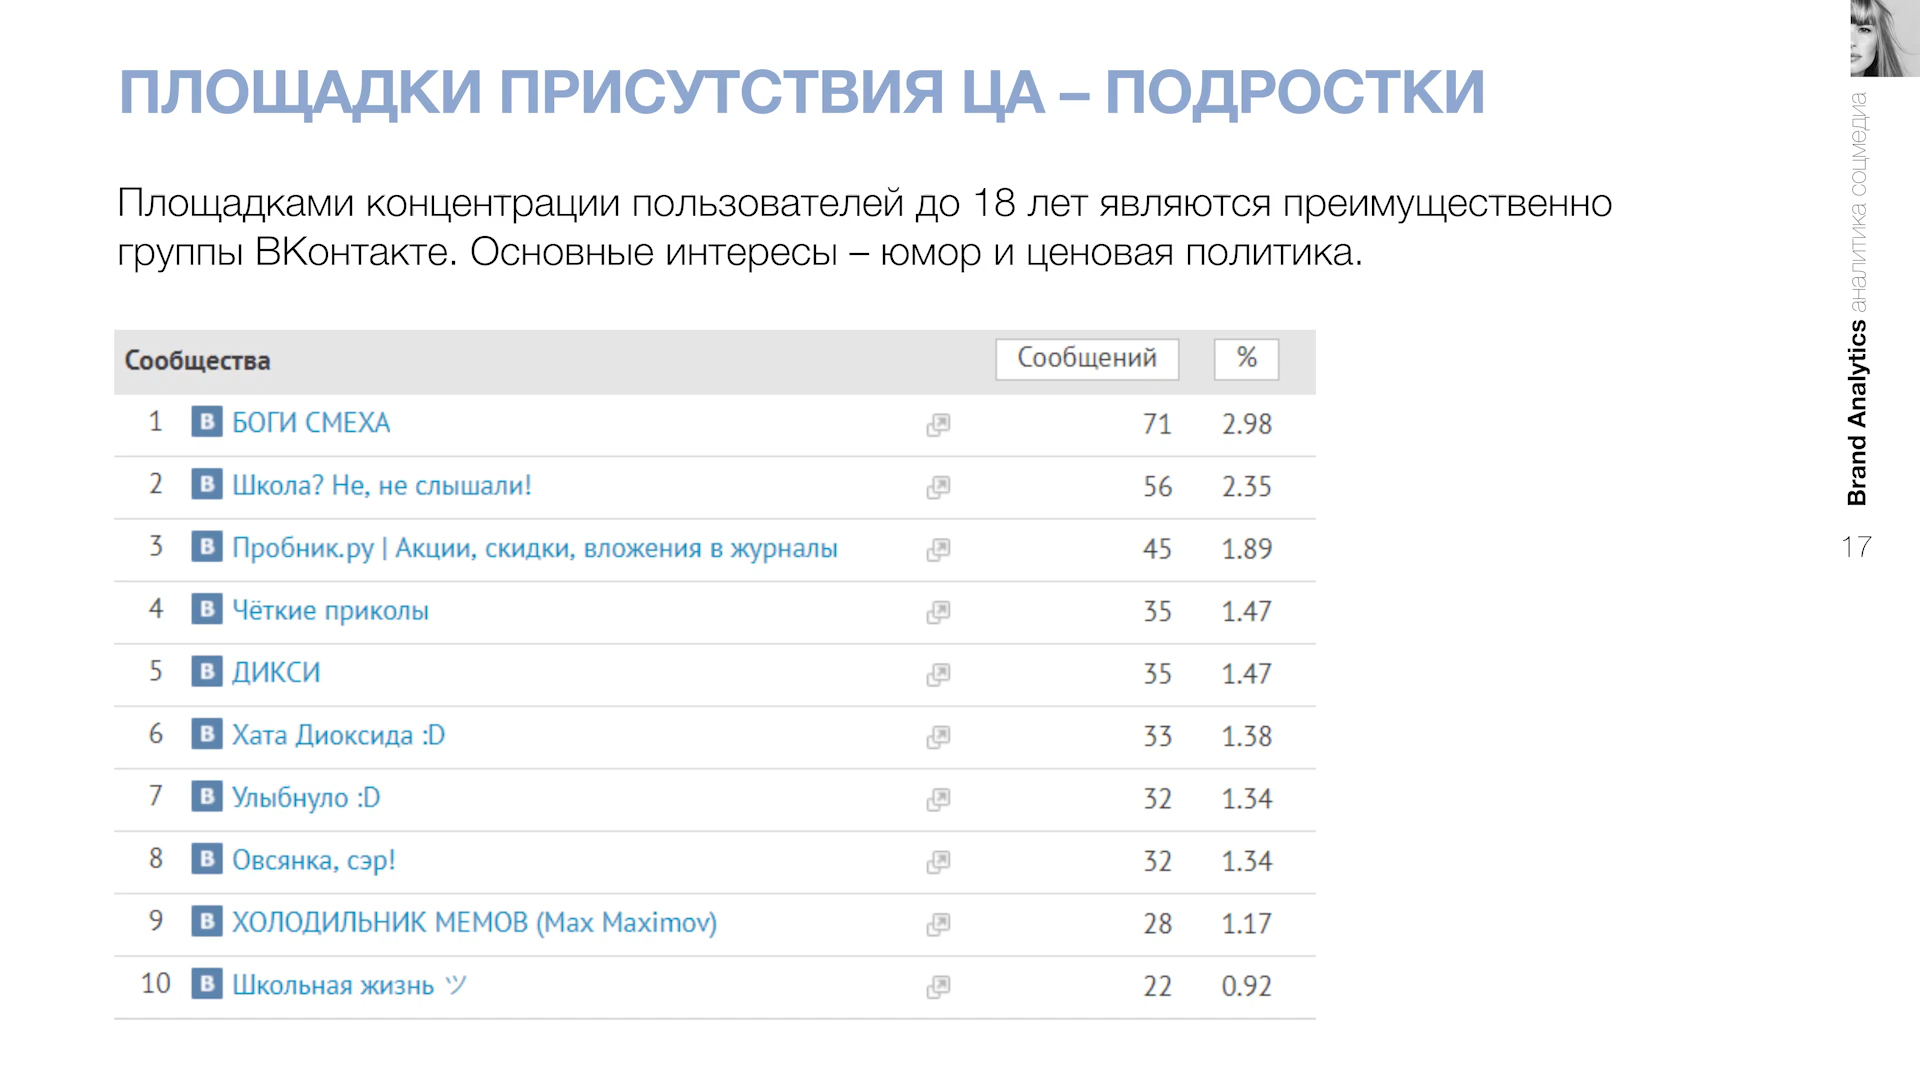 ПЛОЩАДКИ ПРИСУТСТВИЯ ЦА – ПОДРОСТКИ
Площадками концентрации пользователей до 18 лет являются преимущественно
группы ВКонтакте. Основные интересы – юмор и ценовая политика.
Сообщества Сообщений %
1 B БОГИ СМЕХА 71 2.98
2 B Школа? Не, не слышали! 56 2.35
3 B Пробник.ру | Акции, скидки, вложения в журналы 45 1.89
4 B Чёткие приколы 35 1.47
5 B ДИКСИ 35 1.47
6 B Хата Диоксида :D 33 1.38
7 B Улыбнуло :D 32 1.34
8 B Овсянка, сэр! 32 1.34
9 B ХОЛОДИЛЬНИК МЕМОВ (Max Maximov) 28 1.17
10 B Школьная жизнь ツ 22 0.92
Brand Analytics аналитика соцмедиа
17